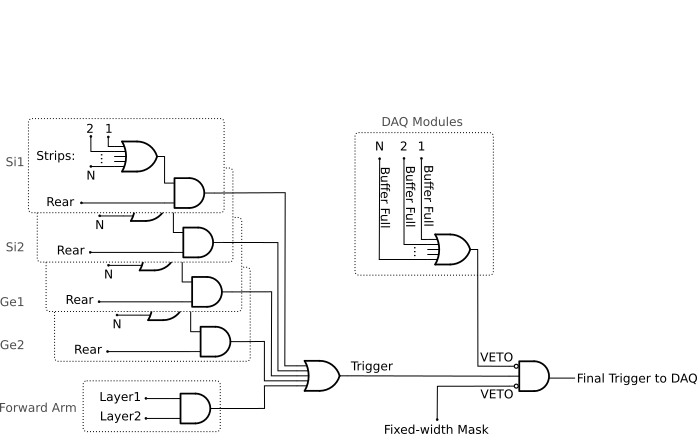 DAQ Modules
2 1
Strips:
N
Si1
Rear
N 2 1
Buffer Full
Buffer Full
Buffer Full
N
Si2
Rear
N
Ge1
Rear
N
Ge2
Rear
Trigger
VETO
Final Trigger to DAQ
VETO
Forward Arm
Layer1
Layer2
Fixed-width Mask